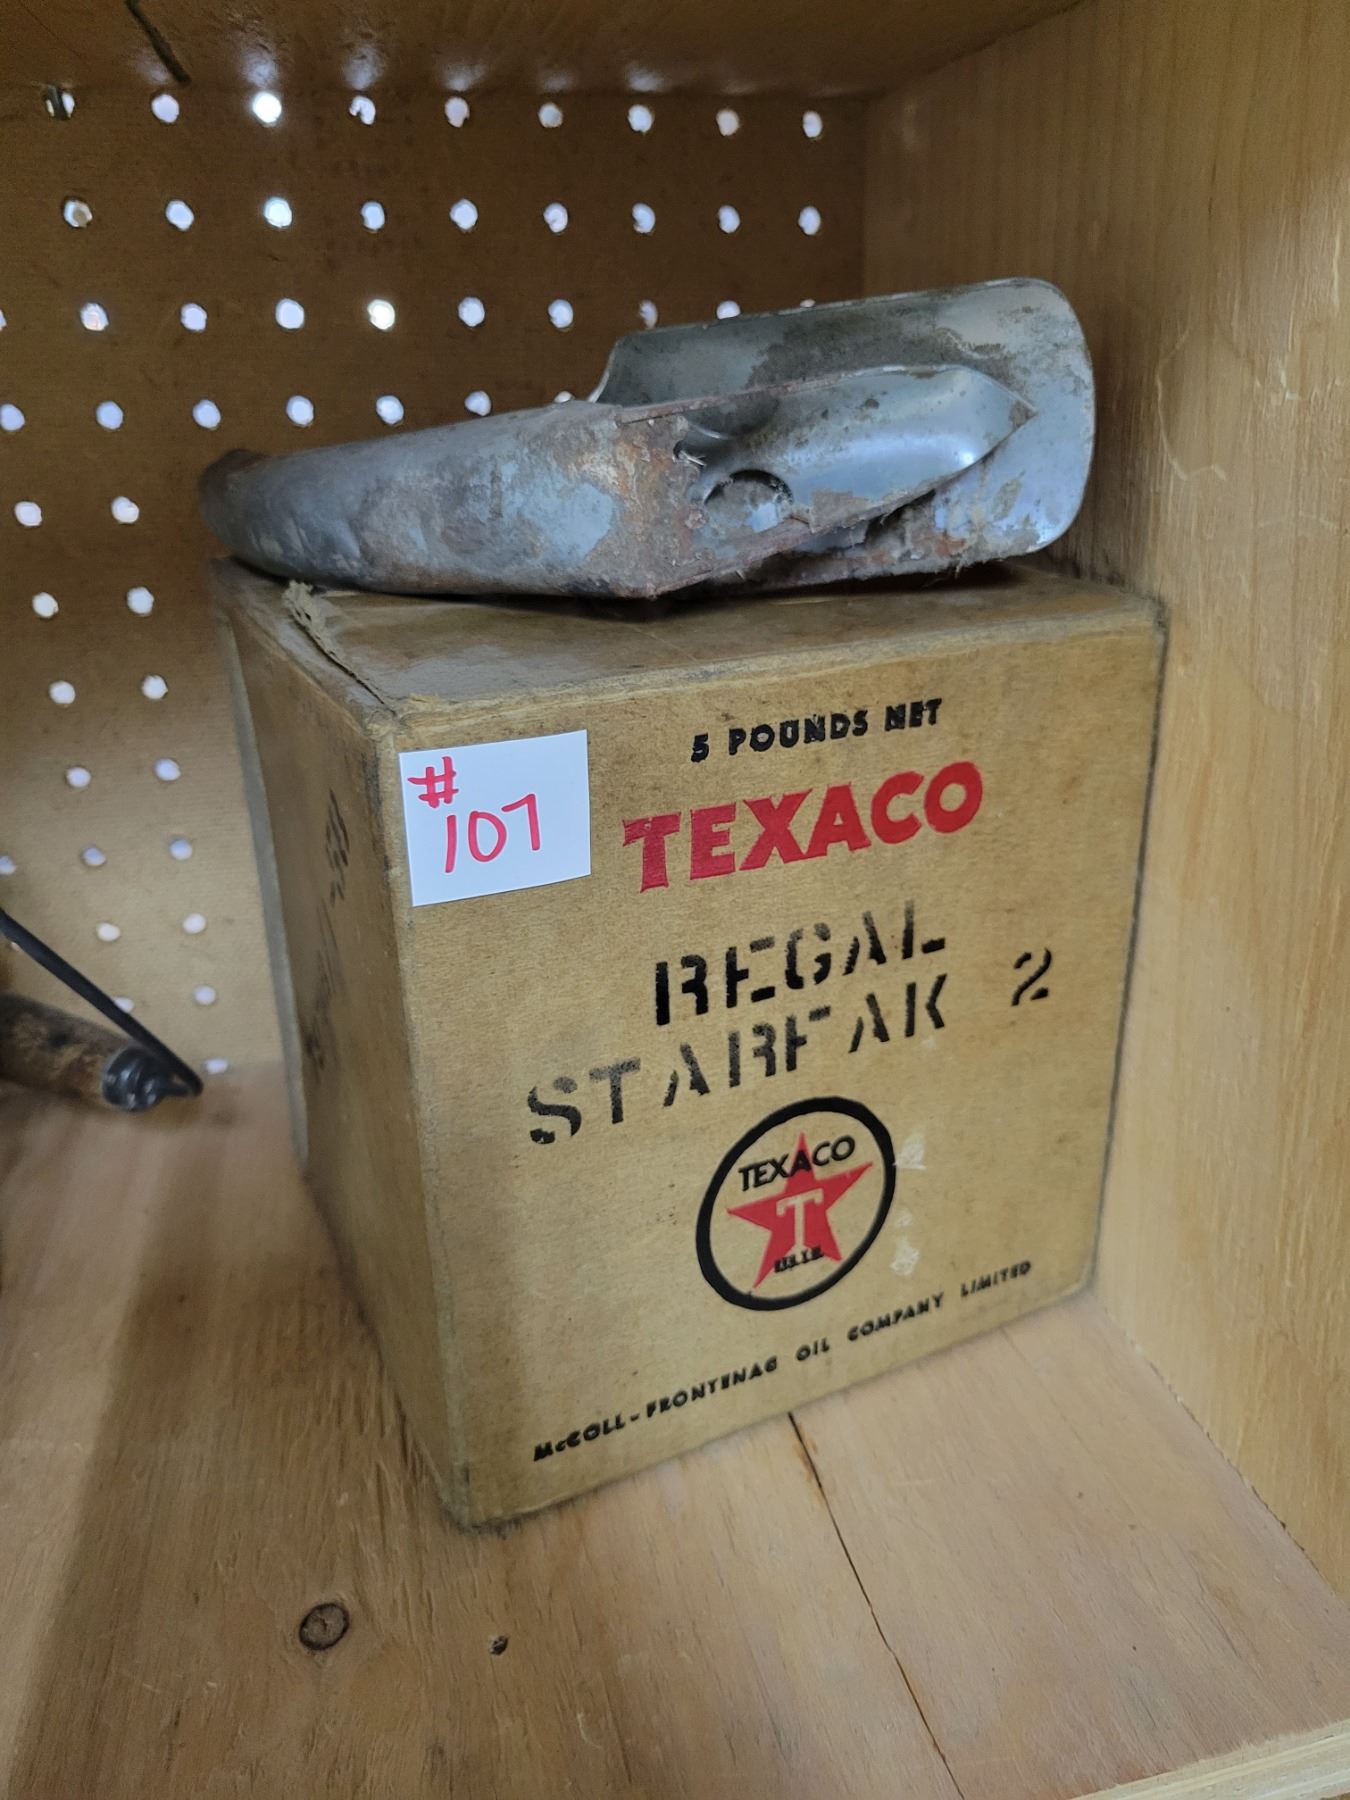 # 107
5 POUNDS NET
TEXACO
REGAL
STARFAK 2
TEXACO
T
McCOLL-FRONTENAC OIL COMPANY LIMITED